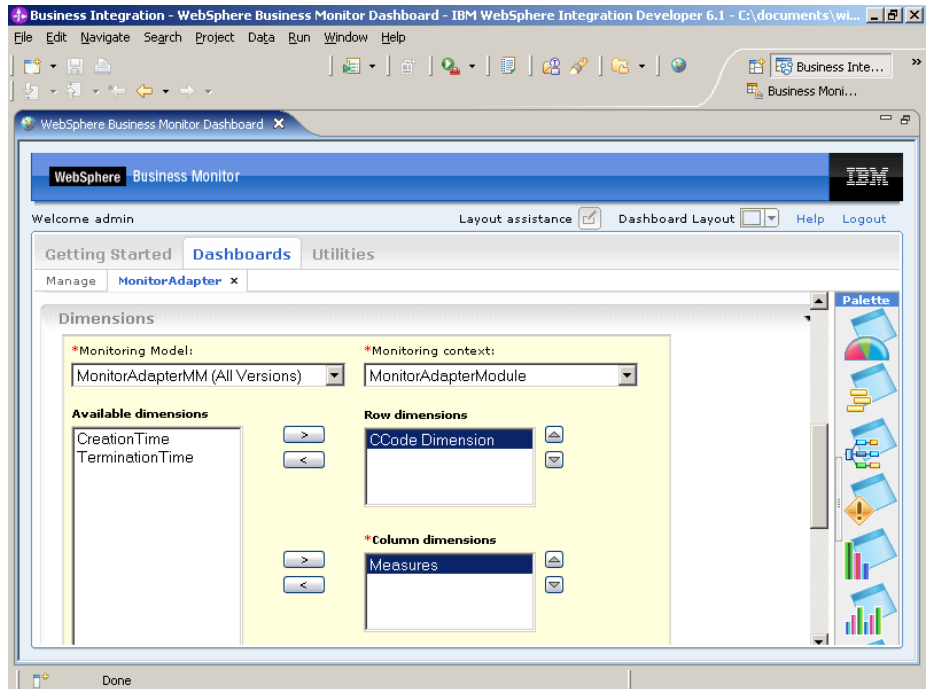 Business Integration - WebSphere Business Monitor Dashboard - IBM WebSphere Integration Developer 6.1 - C:\documents\wi...
File Edit Navigate Search Project Data Run Window Help
Business Inte...
»
Business Moni...
WebSphere Business Monitor Dashboard
WebSphere Business Monitor
IBM
Welcome admin
Layout assistance
Dashboard Layout
Help
Logout
Getting Started
Dashboards
Utilities
Manage
MonitorAdapter ×
Palette
Dimensions
*Monitoring Model:
*Monitoring context:
MonitorAdapterMM (All Versions)
MonitorAdapterModule
Available dimensions
Row dimensions
CreationTime
TerminationTime
>
<
CCode Dimension
*Column dimensions
>
<
Measures
Done